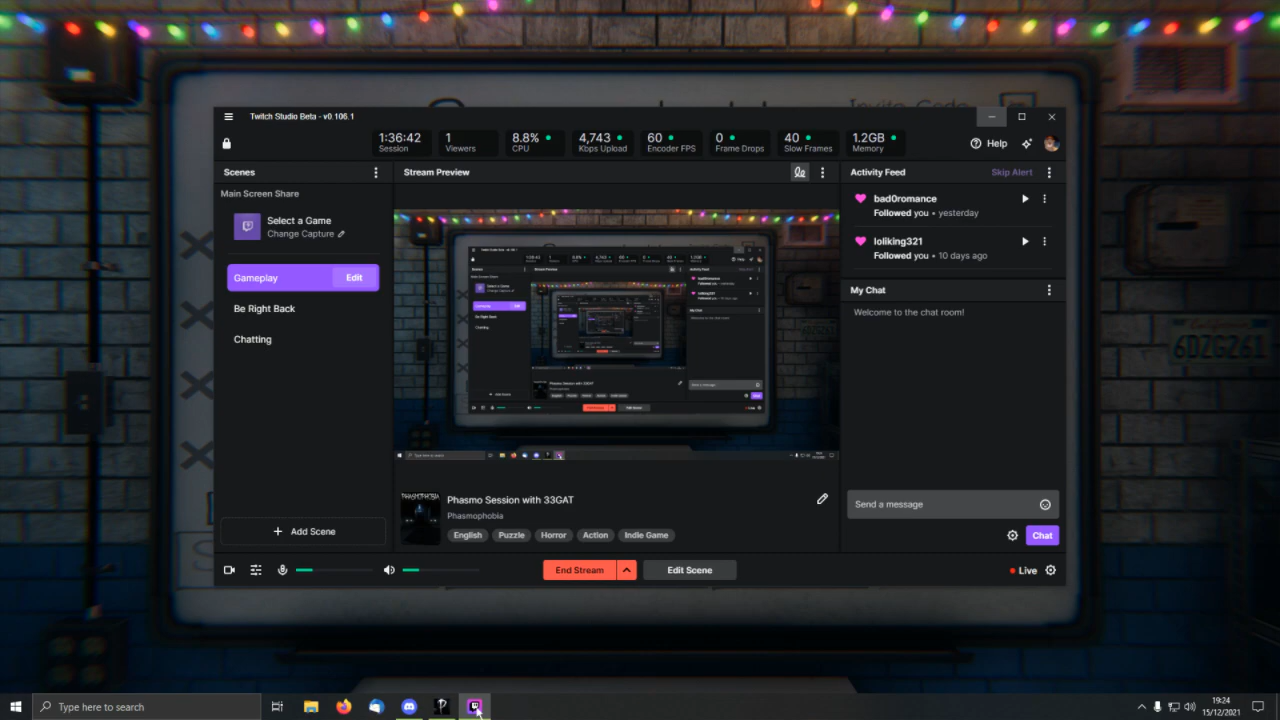 Invite Code
Twitch Studio Beta - v0.106.1
1:36:42
Session
1
Viewers
8.8%
CPU
4,743
Kbps Upload
60
Encoder FPS
0
Frame Drops
40
Slow Frames
1.2GB
Memory
Help
Scenes
Main Screen Share
Select a Game
Change Capture
Gameplay
Edit
Be Right Back
Chatting
Add Scene
Stream Preview
Phasmo Session with 33GAT
Phasmophobia
English
Puzzle
Horror
Action
Indie Game
End Stream
Edit Scene
Activity Feed
Skip Alert
bad0romance
Followed you • yesterday
loliking321
Followed you • 10 days ago
My Chat
Welcome to the chat room!
Send a message
Chat
Live
6DZG261
Type here to search
19:24
15/12/2021